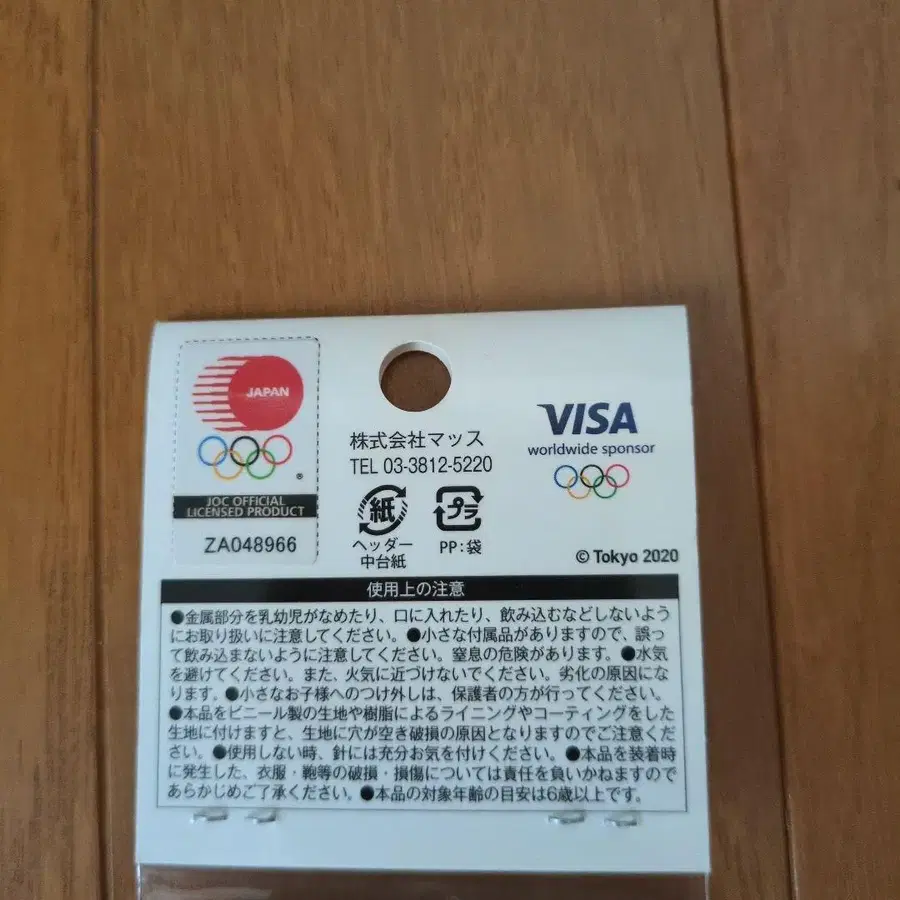 JAPAN
®
JOC OFFICIAL
LICENSED PRODUCT
ZA048966
株式会社マッス
TEL 03-3812-5220
紙
ヘッダー
中台紙
プラ
PP：袋
VISA
worldwide sponsor
© Tokyo 2020
使用上の注意
●金属部分を乳幼児がなめたり、口に入れたり、飲み込むなどしないよう
にお取り扱いに注意してください。●小さな付属品がありますので、誤っ
て飲み込まないように注意してください。窒息の危険があります。●水気
を避けてください。また、火気に近づけないでください。劣化の原因にな
ります。●小さなお子様へのつけ外しは、保護者の方が行ってください。
●本品をビニール製の生地や樹脂によるライニングやコーティングをした
生地に付けますと、生地に穴が空き破損の原因となりますのでご注意くだ
さい。●使用しない時、針には充分お気を付けください。●本品を装着時
に発生した、衣服・鞄等の破損・損傷については責任を負いかねますので
あらかじめご了承ください。●本品の対象年齢の目安は6歳以上です。